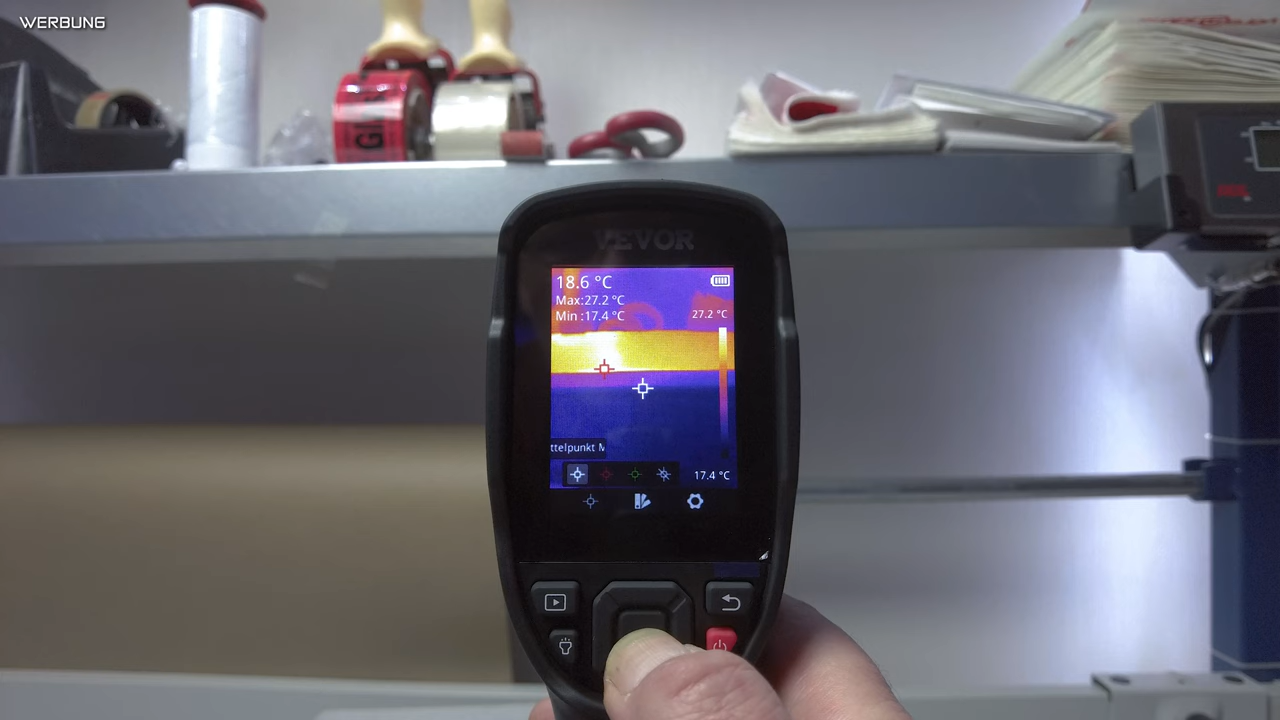 WERBUNG
VEVOR
18.6 °C
Max:27.2 °C
Min :17.4 °C
27.2 °C
ttelpunkt M
17.4 °C